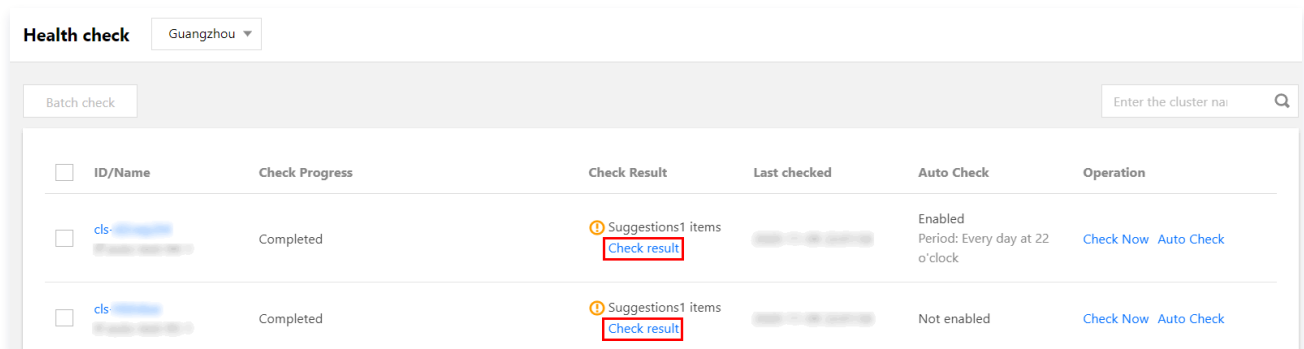 Health check
Guangzhou
Batch check
Enter the cluster na
ID/Name
Check Progress
Check Result
Last checked
Auto Check
Operation
cls-
Completed
Suggestions1 items
Check result
Enabled
Period: Every day at 22
o'clock
Check Now Auto Check
cls-
Completed
Suggestions1 items
Check result
Not enabled
Check Now Auto Check